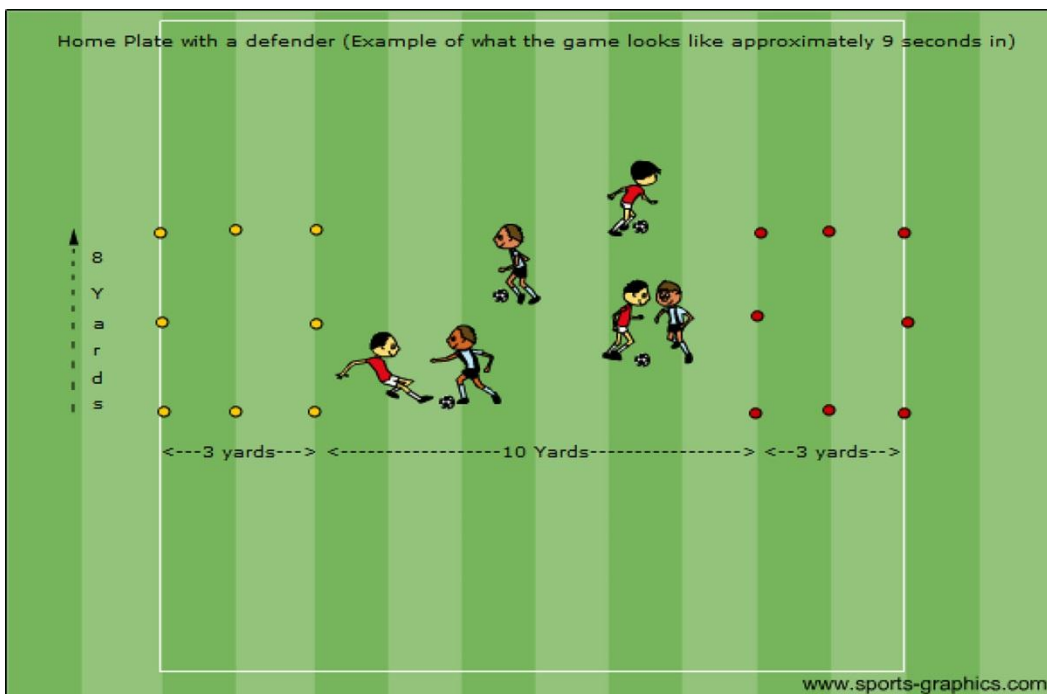 Home Plate with a defender (Example of what the game looks like approximately 9 seconds in)
8
Y
a
r
d
s
<---3 yards--->
<-----------------10 Yards---------------->
<--3 yards-->
www.sports-graphics.com